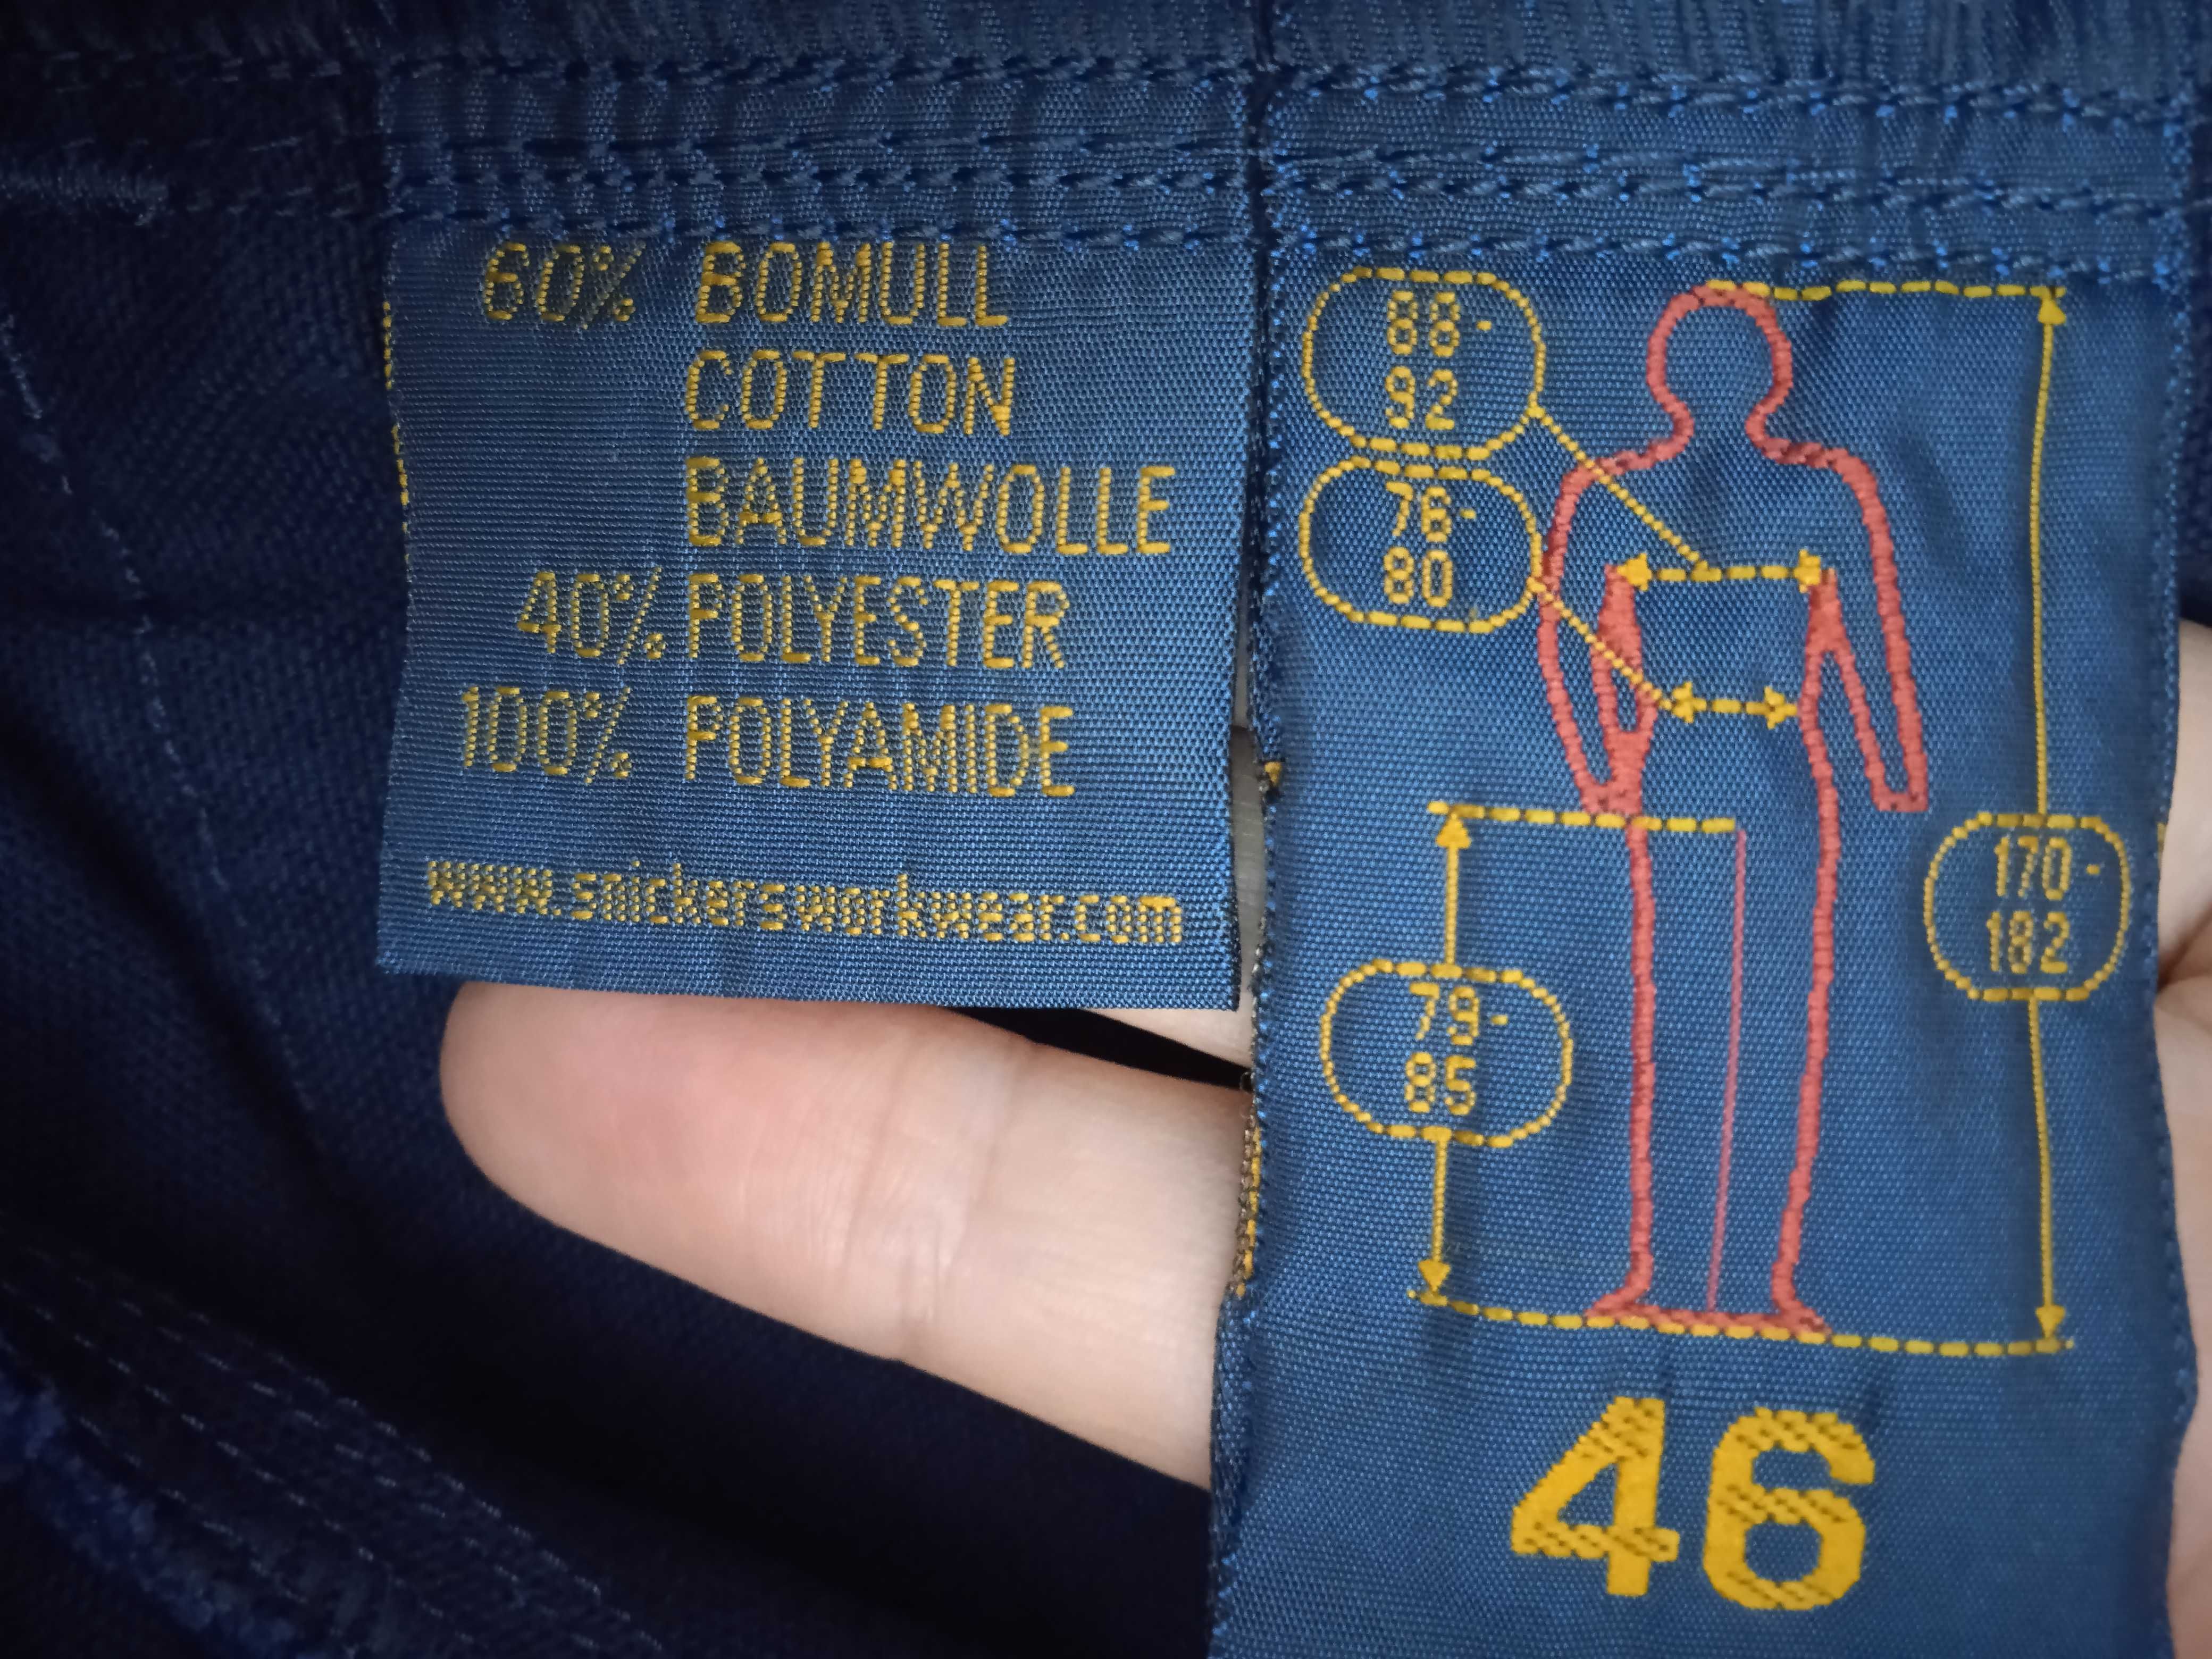 60% BOMULL
COTTON
BAUMWOLLE
40% POLYESTER
100% POLYAMIDE
www.snickersworkwear.com
88-
92
76-
80
170-
182
79-
85
46